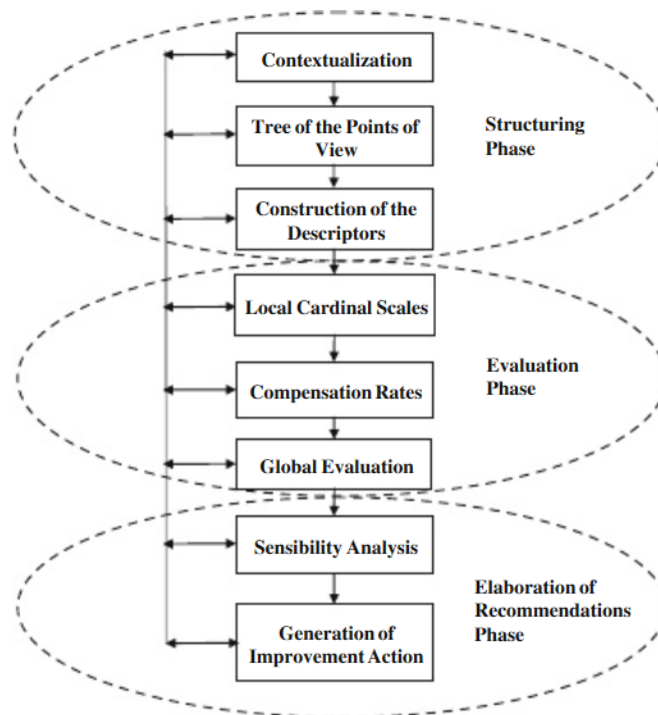 Contextualization
Tree of the Points of
View
Structuring
Phase
Construction of the
Descriptors
Local Cardinal Scales
Evaluation
Phase
Compensation Rates
Global Evaluation
Sensibility Analysis
Elaboration of
Recommendations
Phase
Generation of
Improvement Action